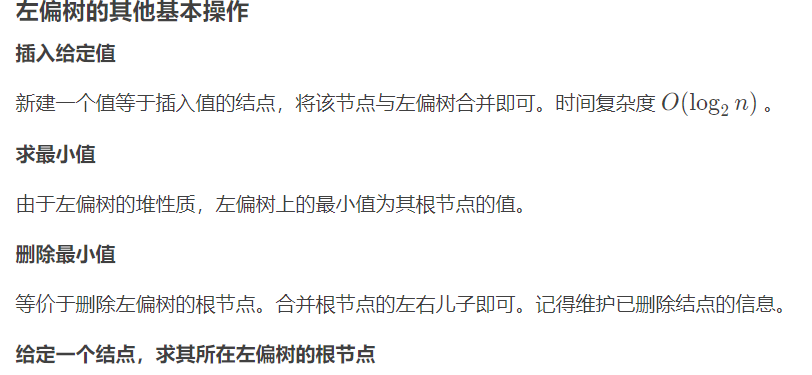 左偏树的其他基本操作
插入给定值
新建一个值等于插入值的结点，将该节点与左偏树合并即可。时间复杂度 O(log₂ n) 。
求最小值
由于左偏树的堆性质，左偏树上的最小值为其根节点的值。
删除最小值
等价于删除左偏树的根节点。合并根节点的左右儿子即可。记得维护已删除结点的信息。
给定一个结点，求其所在左偏树的根节点